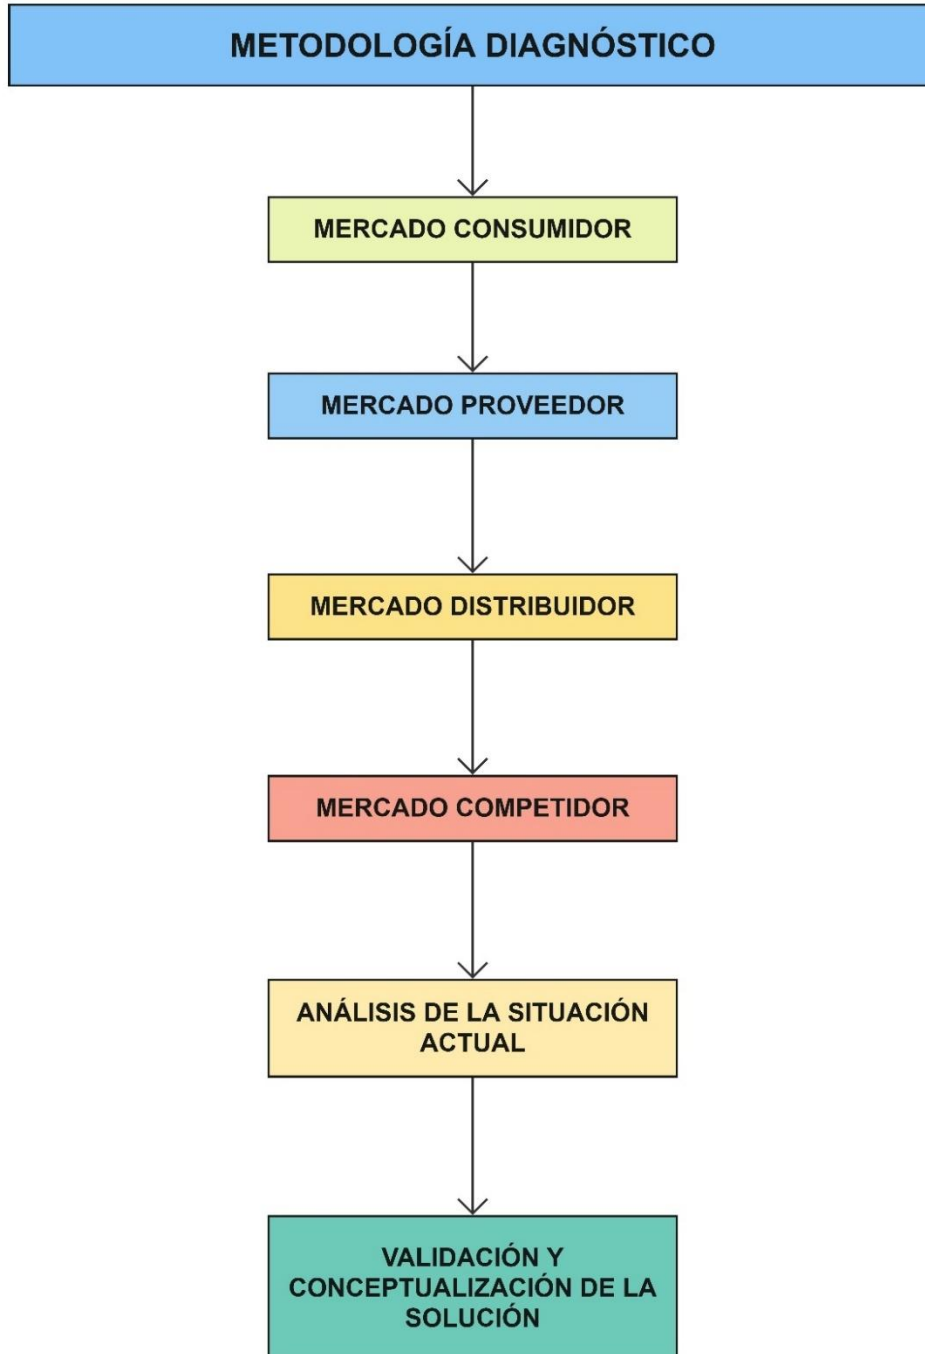 METODOLOGÍA DIAGNÓSTICO
MERCADO CONSUMIDOR
MERCADO PROVEEDOR
MERCADO DISTRIBUIDOR
MERCADO COMPETIDOR
ANÁLISIS DE LA SITUACIÓN
ACTUAL
VALIDACIÓN Y
CONCEPTUALIZACIÓN DE LA
SOLUCIÓN